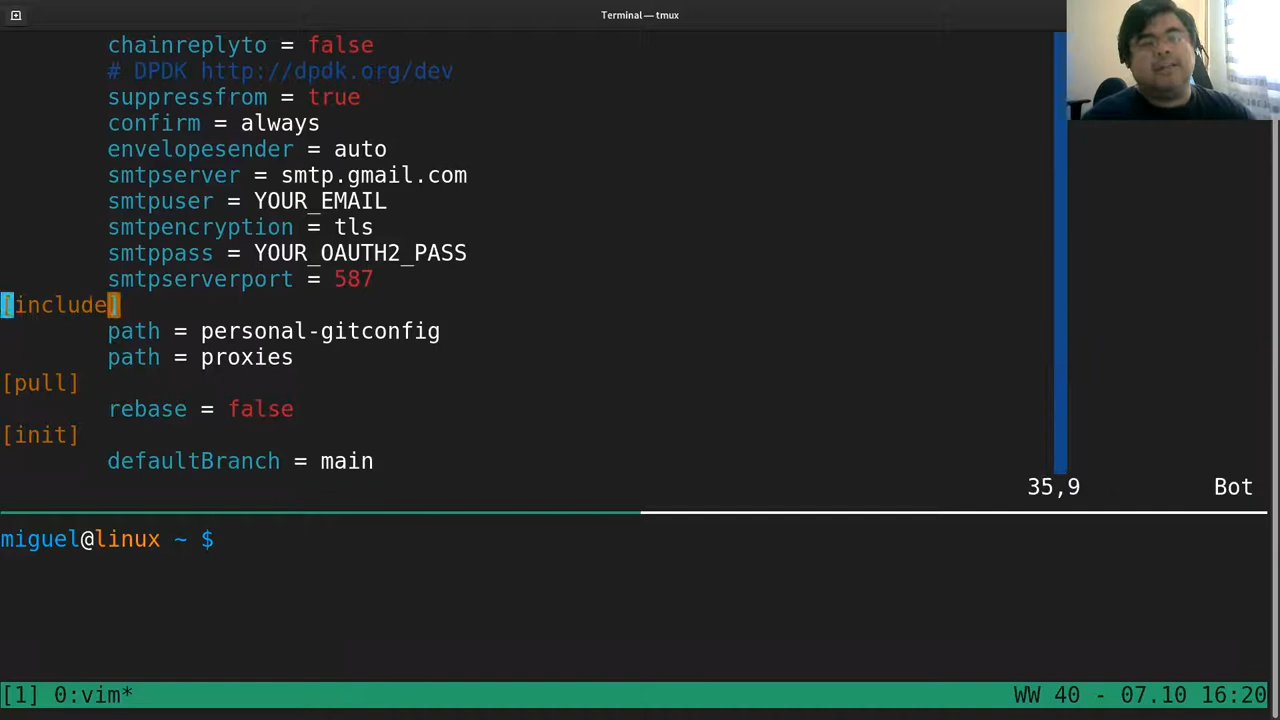 Terminal — tmux
chainreplyto = false
# DPDK http://dpdk.org/dev
suppressfrom = true
confirm = always
envelopesender = auto
smtpserver = smtp.gmail.com
smtpuser = YOUR_EMAIL
smtpencryption = tls
smtppass = YOUR_OAUTH2_PASS
smtpserverport = 587
[include]
path = personal-gitconfig
path = proxies
[pull]
rebase = false
[init]
defaultBranch = main
35,9 Bot
miguel@linux ~ $
[1] 0:vim* WW 40 - 07.10 16:20